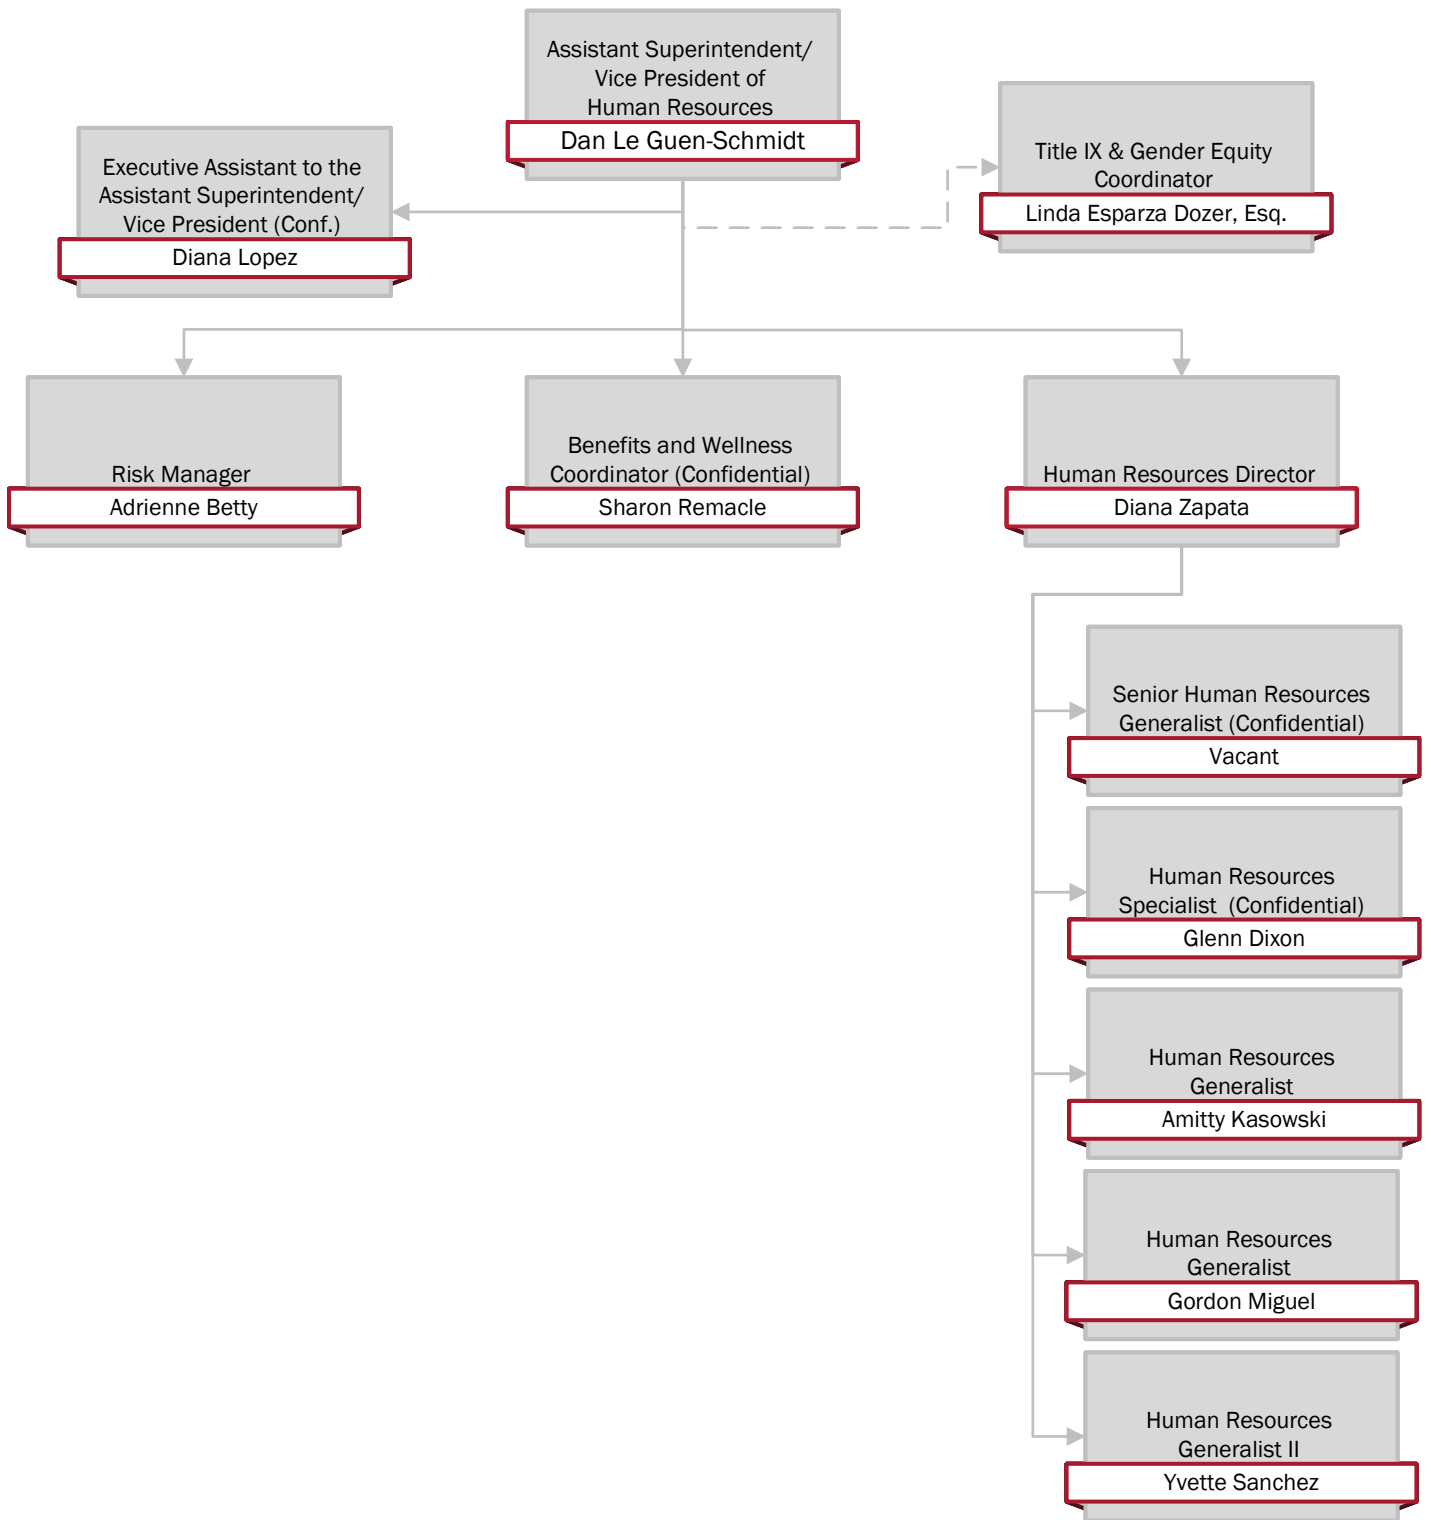 Assistant Superintendent/
Vice President of
Human Resources
Dan Le Guen-Schmidt
Executive Assistant to the
Assistant Superintendent/
Vice President (Conf.)
Diana Lopez
Title IX & Gender Equity
Coordinator
Linda Esparza Dozer, Esq.
Risk Manager
Adrienne Betty
Benefits and Wellness
Coordinator (Confidential)
Sharon Remacle
Human Resources Director
Diana Zapata
Senior Human Resources
Generalist (Confidential)
Vacant
Human Resources
Specialist  (Confidential)
Glenn Dixon
Human Resources
Generalist
Amitty Kasowski
Human Resources
Generalist
Gordon Miguel
Human Resources
Generalist II
Yvette Sanchez